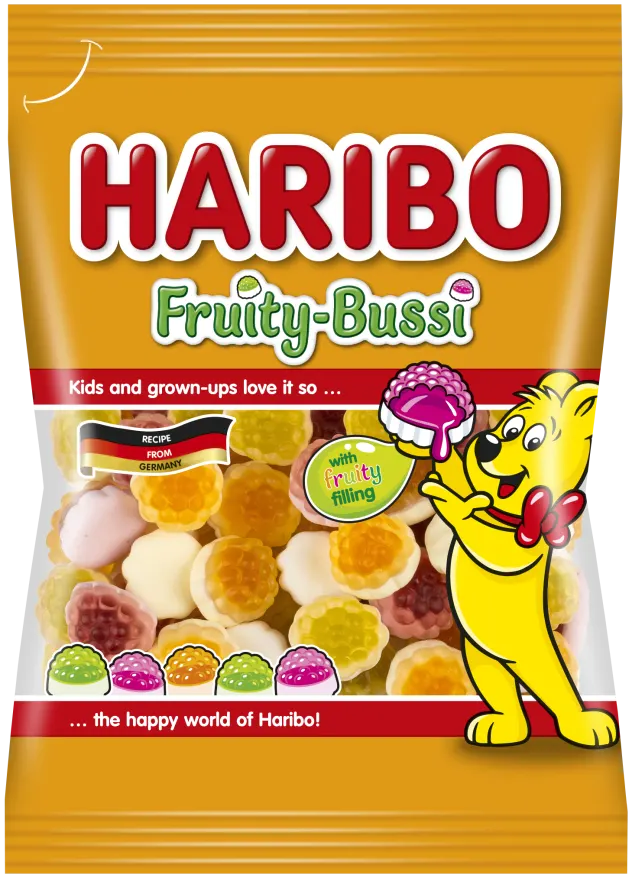 HARIBO
Fruity-Bussi
Kids and grown-ups love it so ...
RECIPE
FROM
GERMANY
with
fruity
filling
... the happy world of Haribo!